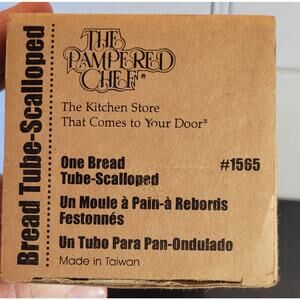 Bread Tube-Scalloped
THE
PAMPERED
CHEF®
The Kitchen Store
That Comes to Your Door®
One Bread #1565
Tube-Scalloped
Un Moule à Pain-à Rebords
Festonnés
Un Tubo Para Pan-Ondulado
Made in Taiwan